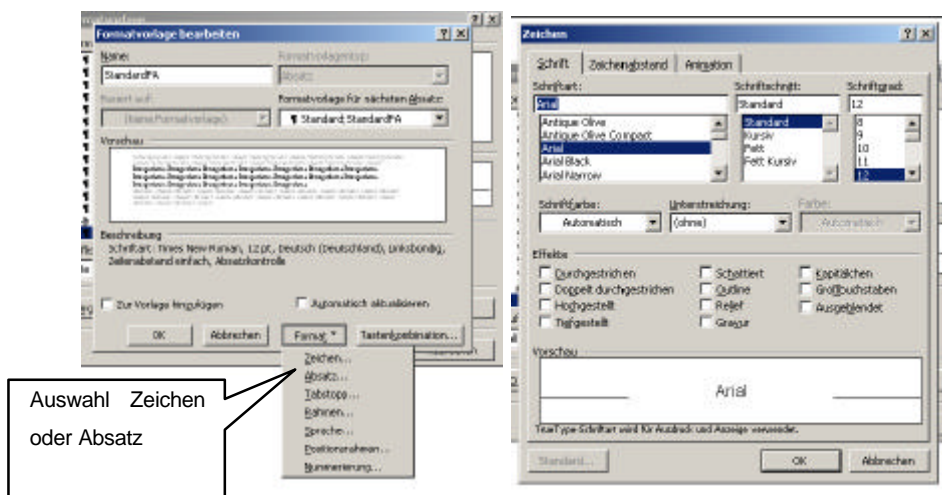 Formatvorlage bearbeiten
Name:
Formatvorlagentyp:
StandardPA
Absatz
Basiert auf:
Formatvorlage für nächsten Absatz:
(Keine Formatvorlage)
¶ Standard;StandardPA
Vorschau
Beschreibung
Schriftart: Times New Roman, 12 pt, Deutsch (Deutschland), Linksbündig,
Zeilenabstand einfach, Absatzkontrolle
Zur Vorlage hinzufügen
Automatisch aktualisieren
OK
Abbrechen
Format
Tastenkombination...
Zeichen...
Absatz...
Tabstopp...
Rahmen...
Sprache...
Positionsrahmen...
Nummerierung...
Auswahl Zeichen
oder Absatz
Zeichen
Schrift
Zeichenabstand
Animation
Schriftart:
Schriftschnitt:
Schriftgrad:
Arial
Standard
12
Antique Olive
Antique Olive Compact
Arial
Arial Black
Arial Narrow
Standard
Kursiv
Fett
Fett Kursiv
8
9
10
11
12
Schriftfarbe:
Unterstreichung:
Farbe:
Automatisch
(ohne)
Automatisch
Effekte
Durchgestrichen
Doppelt durchgestrichen
Hochgestellt
Tiefgestellt
Schattiert
Outline
Relief
Gravur
Kapitälchen
Großbuchstaben
Ausgeblendet
Vorschau
Arial
TrueType-Schriftart wird für Ausdruck und Anzeige verwendet.
Standard...
OK
Abbrechen